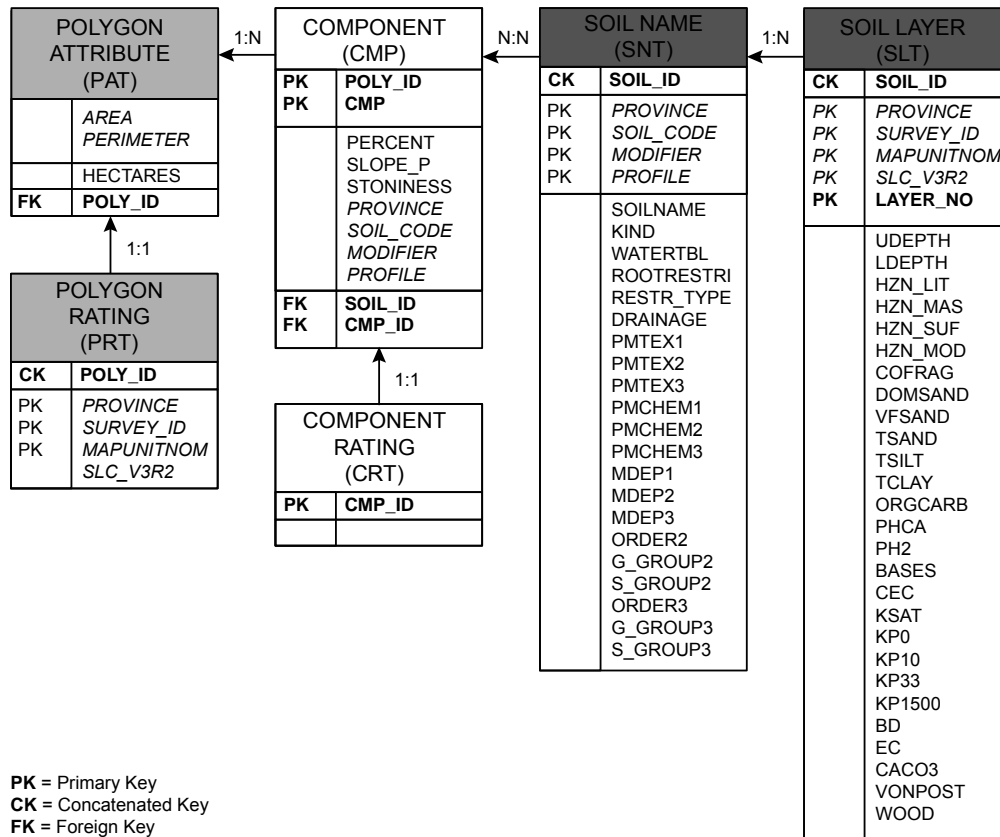 POLYGON
ATTRIBUTE
(PAT)
AREA
PERIMETER
HECTARES
FK POLY_ID
1:N
1:1
POLYGON
RATING
(PRT)
CK POLY_ID
PK PROVINCE
PK SURVEY_ID
PK MAPUNITNOM
SLC_V3R2
COMPONENT
(CMP)
PK POLY_ID
PK CMP
PERCENT
SLOPE_P
STONINESS
PROVINCE
SOIL_CODE
MODIFIER
PROFILE
FK SOIL_ID
FK CMP_ID
N:N
1:1
COMPONENT
RATING
(CRT)
PK CMP_ID
SOIL NAME
(SNT)
CK SOIL_ID
PK PROVINCE
PK SOIL_CODE
PK MODIFIER
PK PROFILE
SOILNAME
KIND
WATERTBL
ROOTRESTRI
RESTR_TYPE
DRAINAGE
PMTEX1
PMTEX2
PMTEX3
PMCHEM1
PMCHEM2
PMCHEM3
MDEP1
MDEP2
MDEP3
ORDER2
G_GROUP2
S_GROUP2
ORDER3
G_GROUP3
S_GROUP3
1:N
SOIL LAYER
(SLT)
CK SOIL_ID
PK PROVINCE
PK SURVEY_ID
PK MAPUNITNOM
PK SLC_V3R2
PK LAYER_NO
UDEPTH
LDEPTH
HZN_LIT
HZN_MAS
HZN_SUF
HZN_MOD
COFRAG
DOMSAND
VFSAND
TSAND
TSILT
TCLAY
ORGCARB
PHCA
PH2
BASES
CEC
KSAT
KP0
KP10
KP33
KP1500
BD
EC
CACO3
VONPOST
WOOD
PK = Primary Key
CK = Concatenated Key
FK = Foreign Key